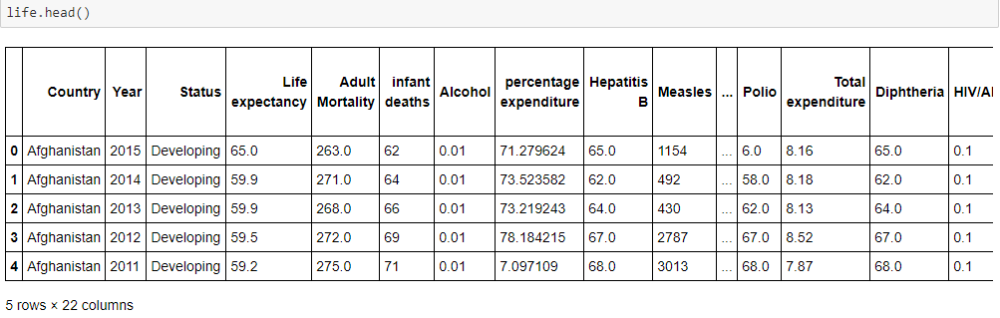 life.head()
Country Year Status Life expectancy Adult Mortality infant deaths Alcohol percentage expenditure Hepatitis B Measles ... Polio Total expenditure Diphtheria HIV/AI
0 Afghanistan 2015 Developing 65.0 263.0 62 0.01 71.279624 65.0 1154 ... 6.0 8.16 65.0 0.1
1 Afghanistan 2014 Developing 59.9 271.0 64 0.01 73.523582 62.0 492 ... 58.0 8.18 62.0 0.1
2 Afghanistan 2013 Developing 59.9 268.0 66 0.01 73.219243 64.0 430 ... 62.0 8.13 64.0 0.1
3 Afghanistan 2012 Developing 59.5 272.0 69 0.01 78.184215 67.0 2787 ... 67.0 8.52 67.0 0.1
4 Afghanistan 2011 Developing 59.2 275.0 71 0.01 7.097109 68.0 3013 ... 68.0 7.87 68.0 0.1
5 rows × 22 columns